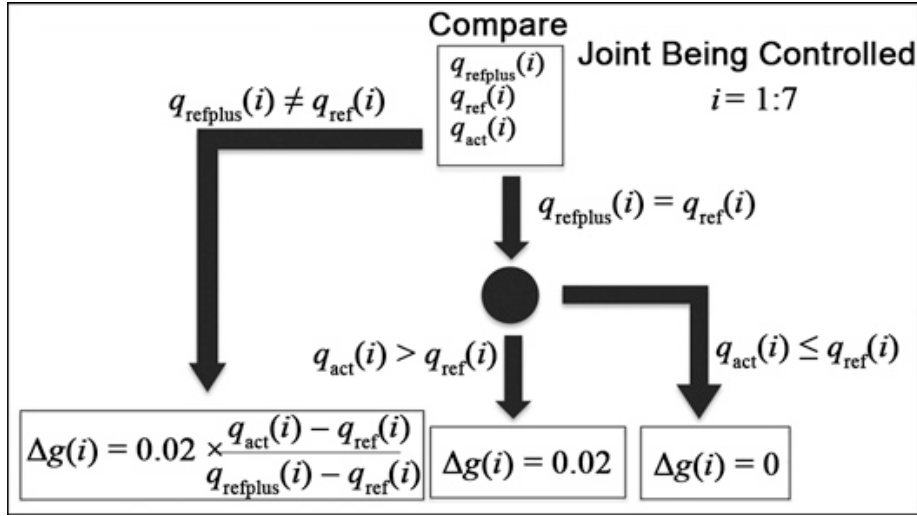 Compare
q_refplus(i)
q_ref(i)
q_act(i)
Joint Being Controlled
i = 1:7
q_refplus(i) ≠ q_ref(i)
q_refplus(i) = q_ref(i)
q_act(i) > q_ref(i)
q_act(i) ≤ q_ref(i)
Δg(i) = 0.02 × (q_act(i) − q_ref(i)) / (q_refplus(i) − q_ref(i))
Δg(i) = 0.02
Δg(i) = 0